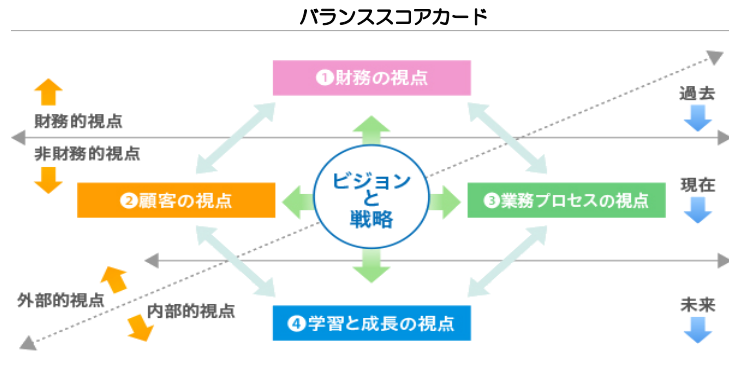 バランススコアカード
❶財務の視点
過去
財務的視点
非財務的視点
ビジョン
と
戦略
❷顧客の視点
❸業務プロセスの視点
現在
外部的視点
内部的視点
❹学習と成長の視点
未来